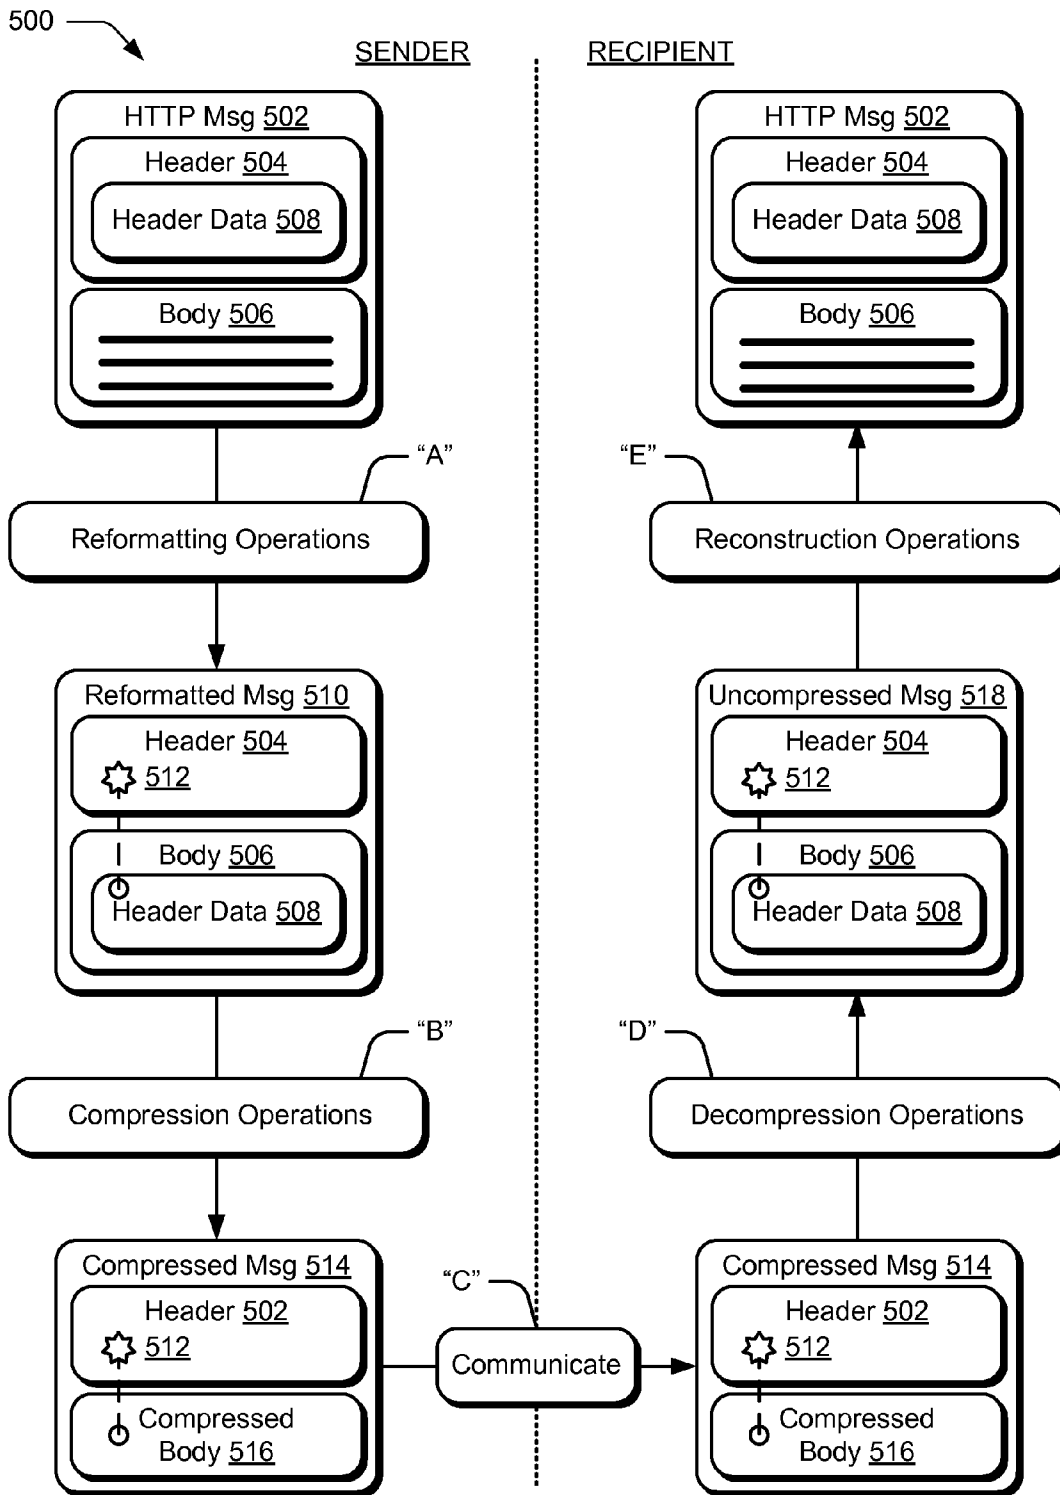 500
SENDER
RECIPIENT
HTTP Msg 502
Header 504
Header Data 508
Body 506
"A"
Reformatting Operations
Reformatted Msg 510
Header 504
512
Body 506
Header Data 508
"B"
Compression Operations
Compressed Msg 514
Header 502
512
Compressed
Body 516
"C"
Communicate
HTTP Msg 502
Header 504
Header Data 508
Body 506
"E"
Reconstruction Operations
Uncompressed Msg 518
Header 504
512
Body 506
Header Data 508
"D"
Decompression Operations
Compressed Msg 514
Header 502
512
Compressed
Body 516